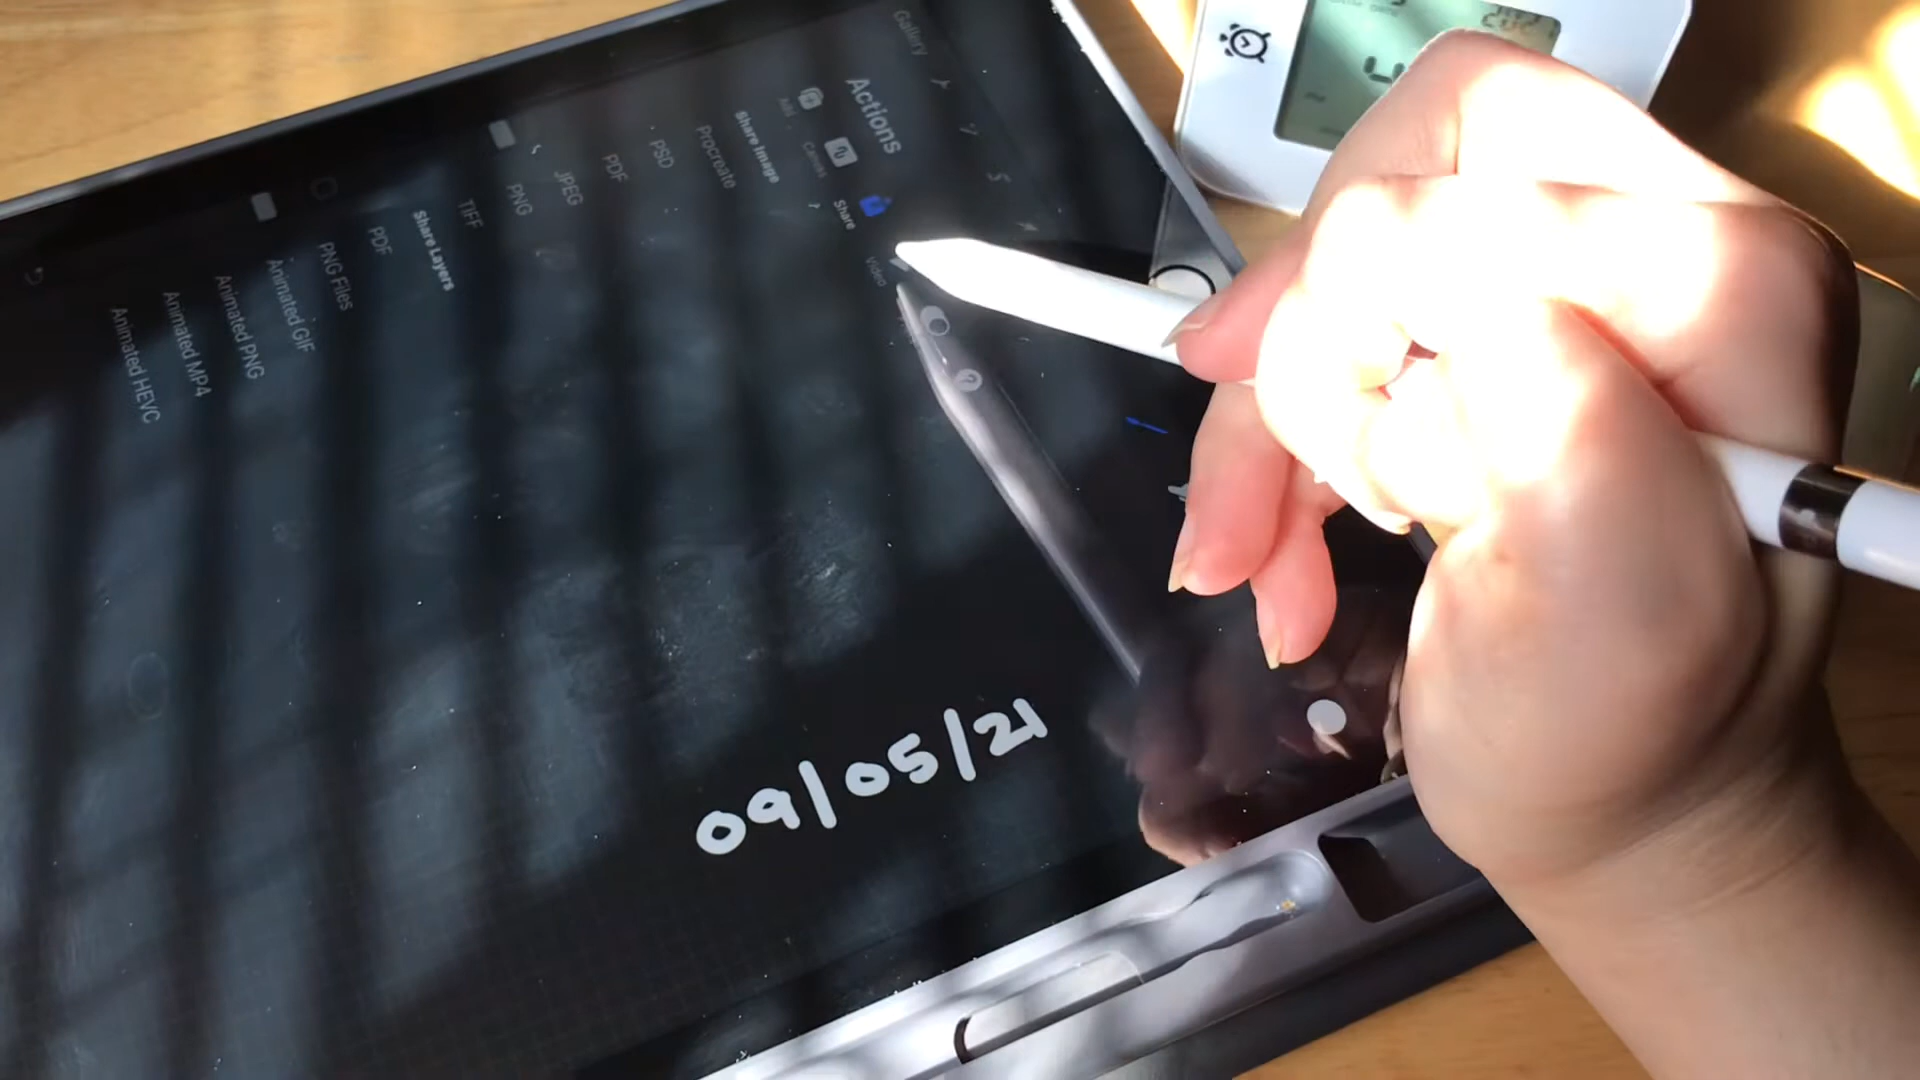 Gallery
Actions
Add
Canvas
Share
Video
Share Image
Procreate
PSD
PDF
JPEG
PNG
TIFF
Share Layers
PDF
PNG Files
Animated GIF
Animated PNG
Animated MP4
Animated HEVC
09/05/21